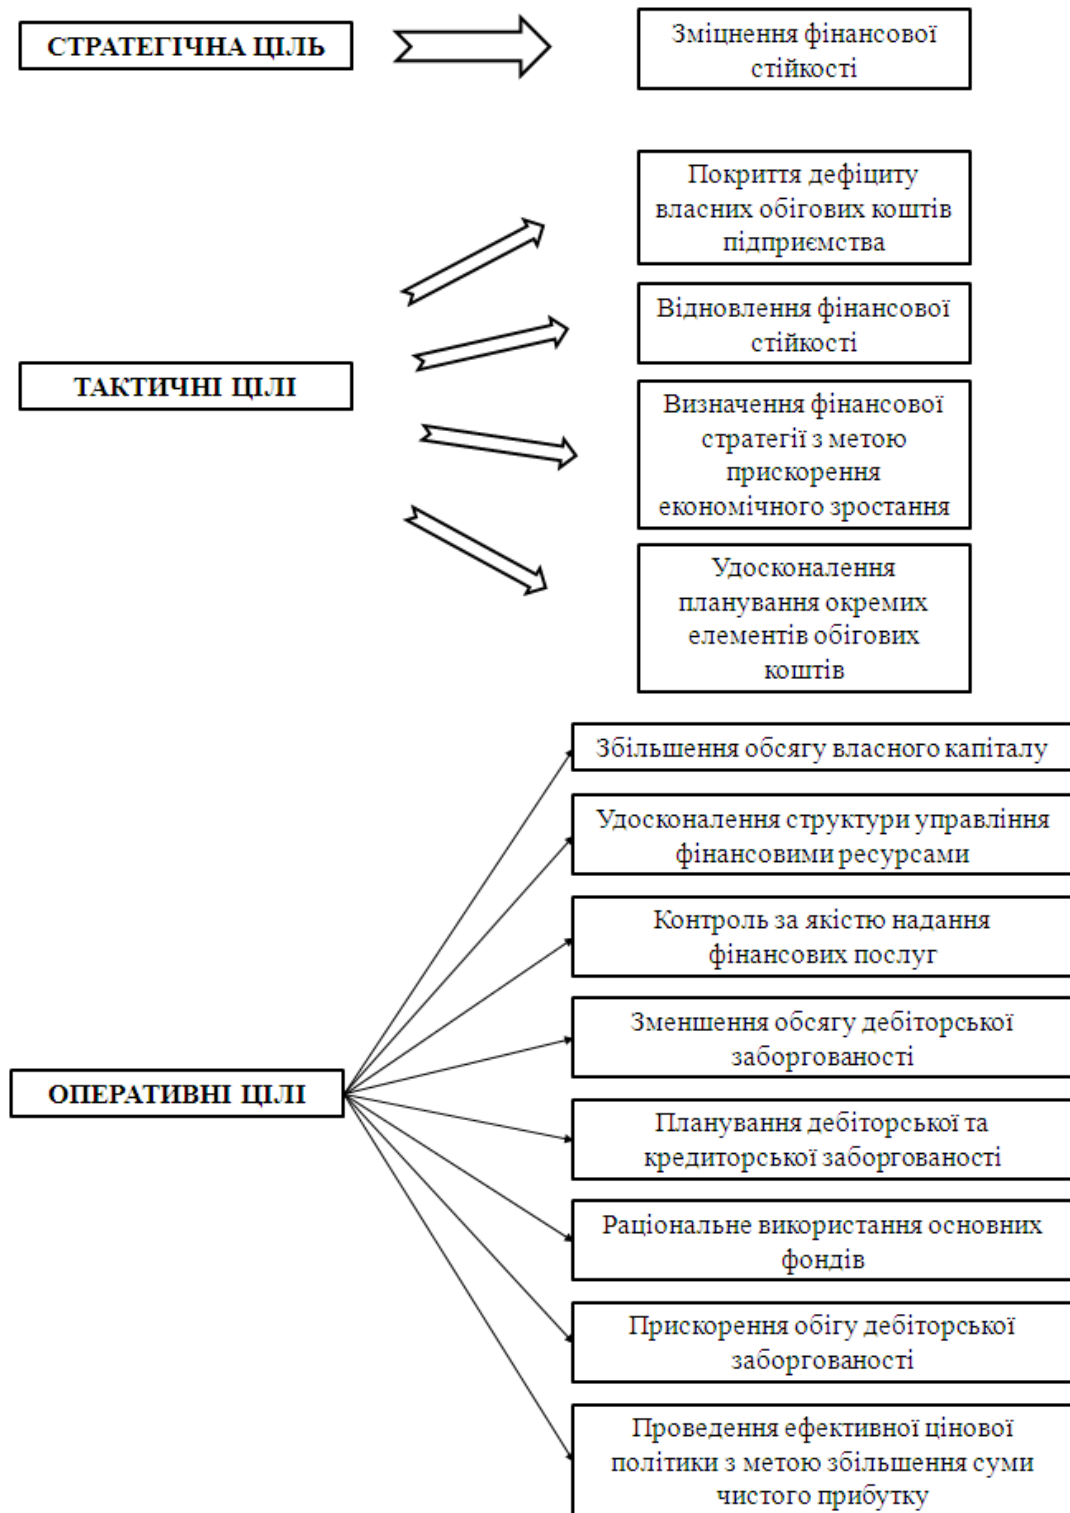 СТРАТЕГІЧНА ЦІЛЬ
Зміцнення фінансової
стійкості
Покриття дефіциту
власних обігових коштів
підприємства
Відновлення фінансової
стійкості
ТАКТИЧНІ ЦІЛІ
Визначення фінансової
стратегії з метою
прискорення
економічного зростання
Удосконалення
планування окремих
елементів обігових
коштів
Збільшення обсягу власного капіталу
Удосконалення структури управління
фінансовими ресурсами
Контроль за якістю надання
фінансових послуг
Зменшення обсягу дебіторської
заборгованості
ОПЕРАТИВНІ ЦІЛІ
Планування дебіторської та
кредиторської заборгованості
Раціональне використання основних
фондів
Прискорення обігу дебіторської
заборгованості
Проведення ефективної цінової
політики з метою збільшення суми
чистого прибутку